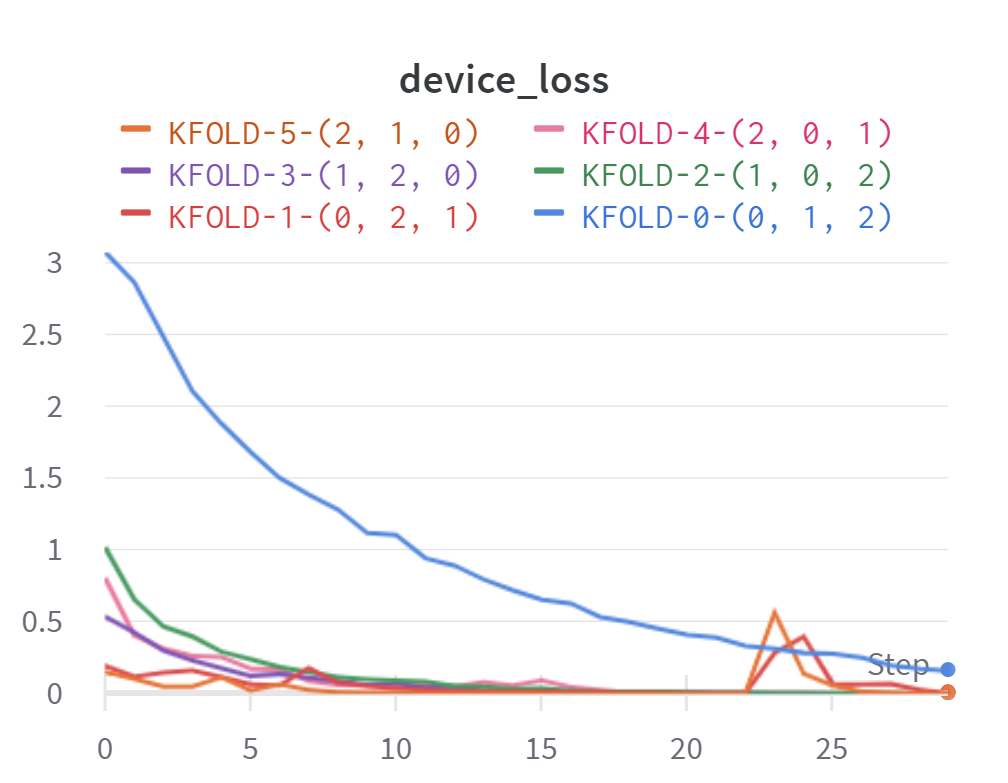 device_loss
KFOLD-5-(2, 1, 0) KFOLD-4-(2, 0, 1)
KFOLD-3-(1, 2, 0) KFOLD-2-(1, 0, 2)
KFOLD-1-(0, 2, 1) KFOLD-0-(0, 1, 2)
3
2.5
2
1.5
1
0.5
Step
0
0 5 10 15 20 25